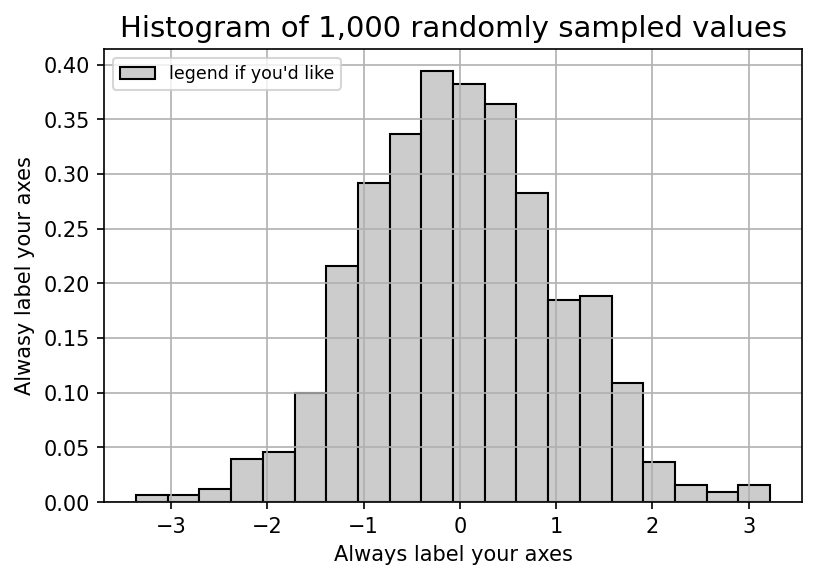 Histogram of 1,000 randomly sampled values
legend if you'd like
Alwasy label your axes
0.40
0.35
0.30
0.25
0.20
0.15
0.10
0.05
0.00
−3 −2 −1 0 1 2 3
Always label your axes